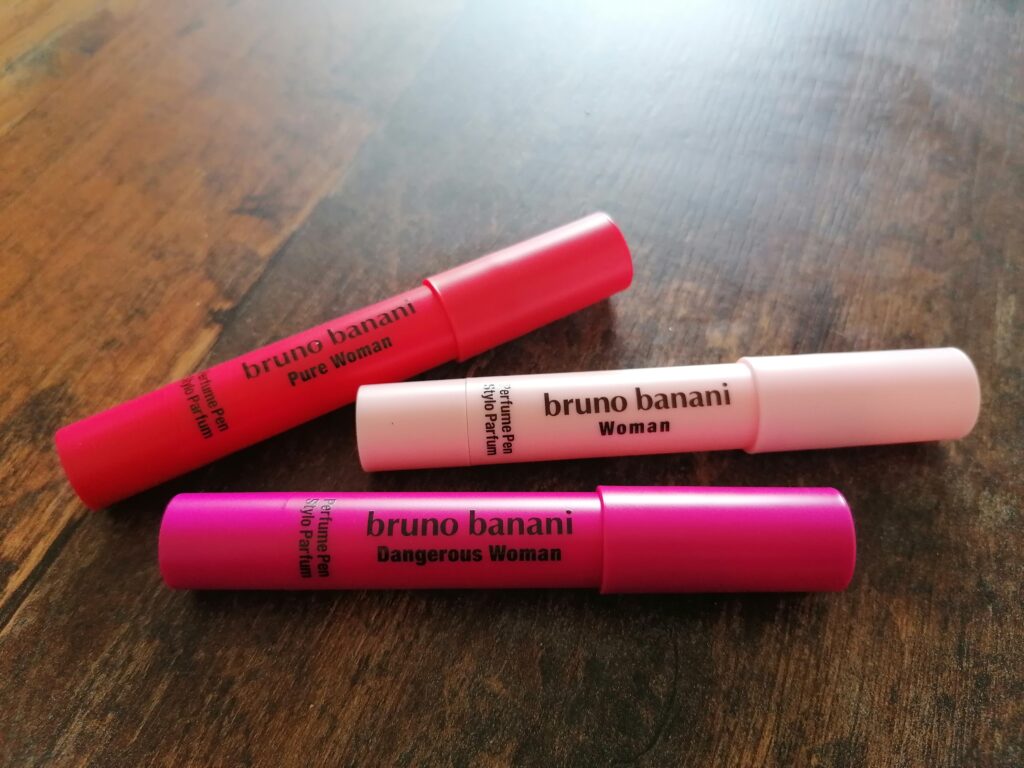 bruno banani
Pure Woman
Perfume Pen
Stylo Parfum
bruno banani
Woman
Perfume Pen
Stylo Parfum
bruno banani
Dangerous Woman
Perfume Pen
Stylo Parfum